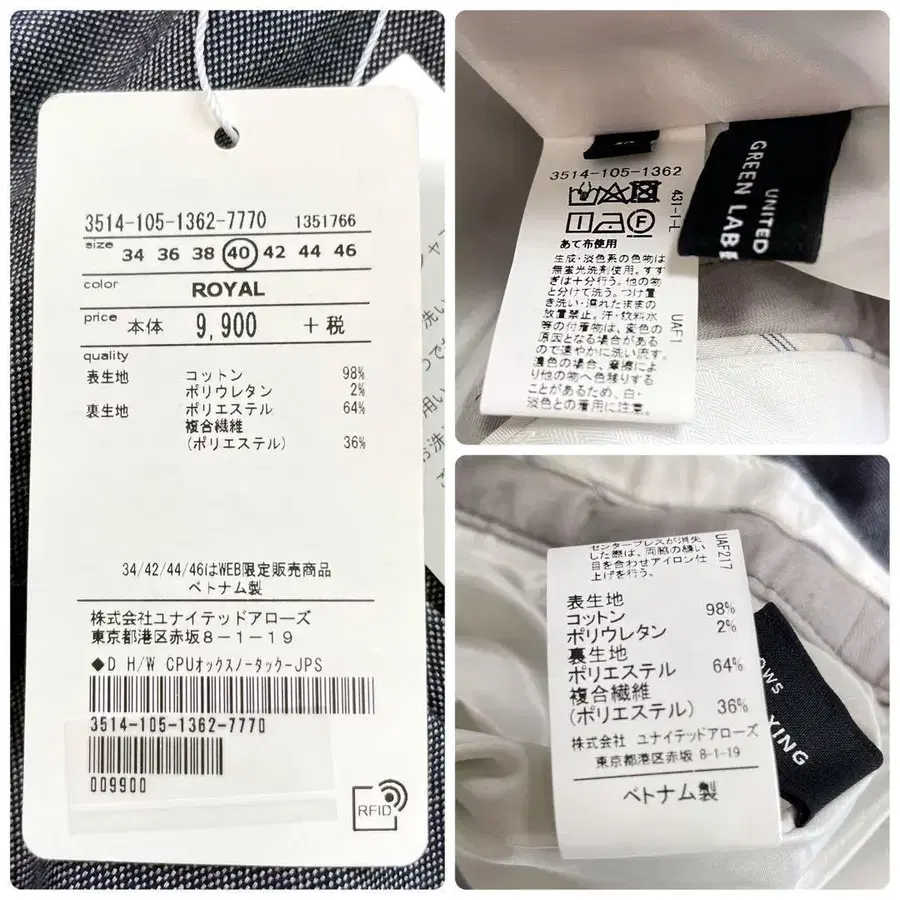 3514-105-1362-7770 1351766
size 34 36 38 40 42 44 46
color ROYAL
price 本体 9,900 +税
quality
表生地 コットン 98%
ポリウレタン 2%
裏生地 ポリエステル 64%
複合繊維
(ポリエステル) 36%
34/42/44/46はWEB限定販売商品
ベトナム製
株式会社ユナイテッドアローズ
東京都港区赤坂8-1-19
◆D H/W CPUオックスノータック-JPS
3514-105-1362-7770
009900
RFID
3514-105-1362
431-1-L
あて布使用
生成・淡色系の色物は
無蛍光洗剤使用。すす
ぎは十分行う。他の物
と分けて洗う。つけ置
き洗い・濡れたままの
放置禁止。汗・炊料水
等の付着物は、変色の
原因となる場合がある
ので速やかに洗い流す。
濃色の場合、摩擦によ
り他の物へ色移りする
ことがあるため、白・
淡色との着用に注意。
UAF1
UNITED
GREEN LABE
センタープレスが消失
した際は、両脇の縫い
目を合わせアイロン仕
上げを行う。
UAF217
表生地
コットン 98%
ポリウレタン 2%
裏生地
ポリエステル 64%
複合繊維
(ポリエステル) 36%
株式会社 ユナイテッドアローズ
東京都港区赤坂 8-1-19
ベトナム製
OWS
XING